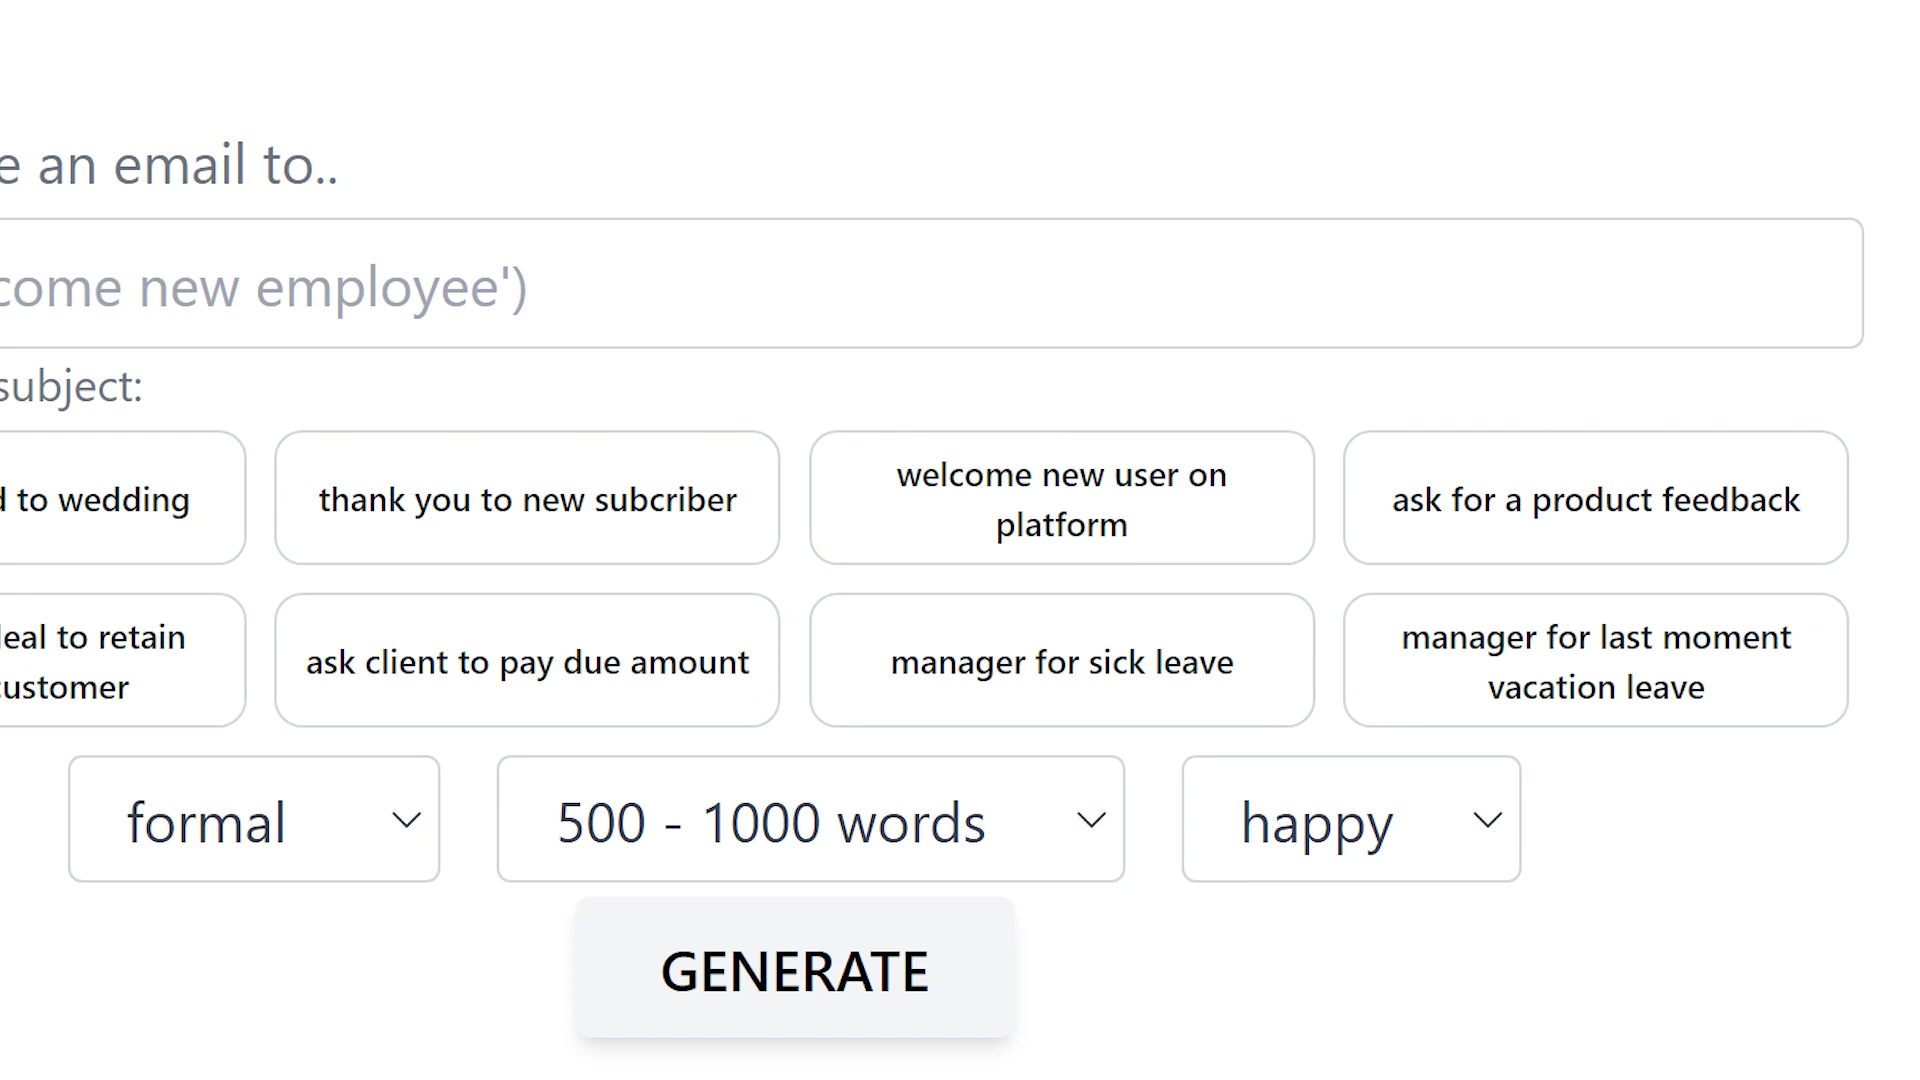 e an email to..
come new employee')
subject:
d to wedding
thank you to new subcriber
welcome new user on
platform
ask for a product feedback
deal to retain
customer
ask client to pay due amount
manager for sick leave
manager for last moment
vacation leave
formal
500 - 1000 words
happy
GENERATE